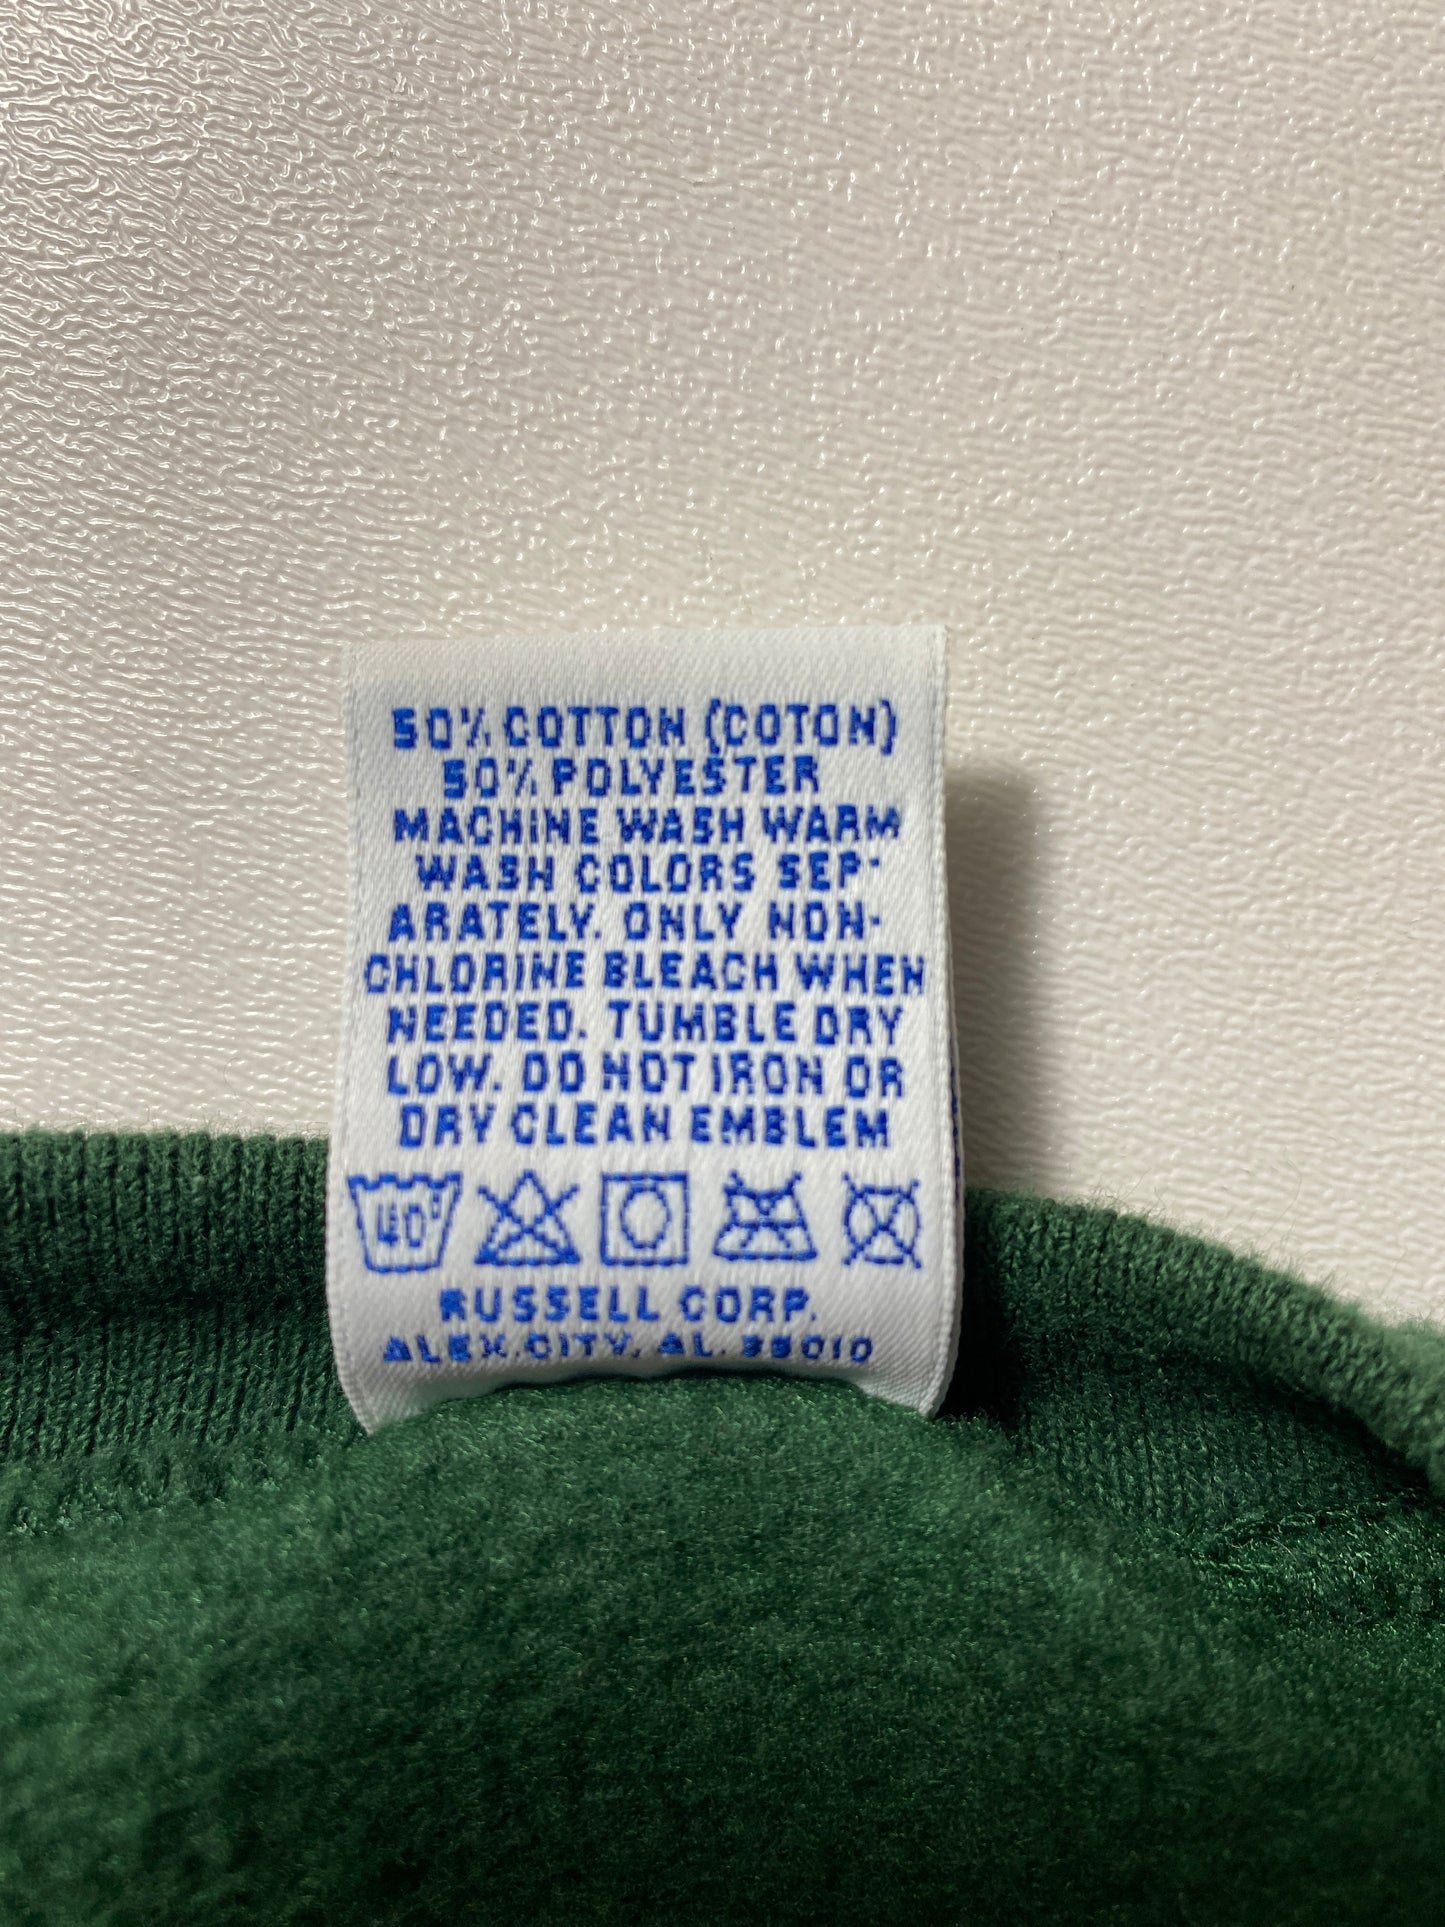 50% COTTON (COTON)
50% POLYESTER
MACHINE WASH WARM
WASH COLORS SEP-
ARATELY. ONLY NON-
CHLORINE BLEACH WHEN
NEEDED. TUMBLE DRY
LOW. DO NOT IRON OR
DRY CLEAN EMBLEM
40°
RUSSELL CORP.
ALEX. CITY, AL. 35010